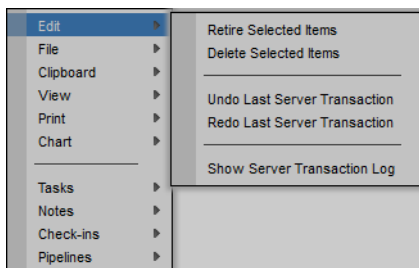 Edit
File
Clipboard
View
Print
Chart
Tasks
Notes
Check-ins
Pipelines
Retire Selected Items
Delete Selected Items
Undo Last Server Transaction
Redo Last Server Transaction
Show Server Transaction Log